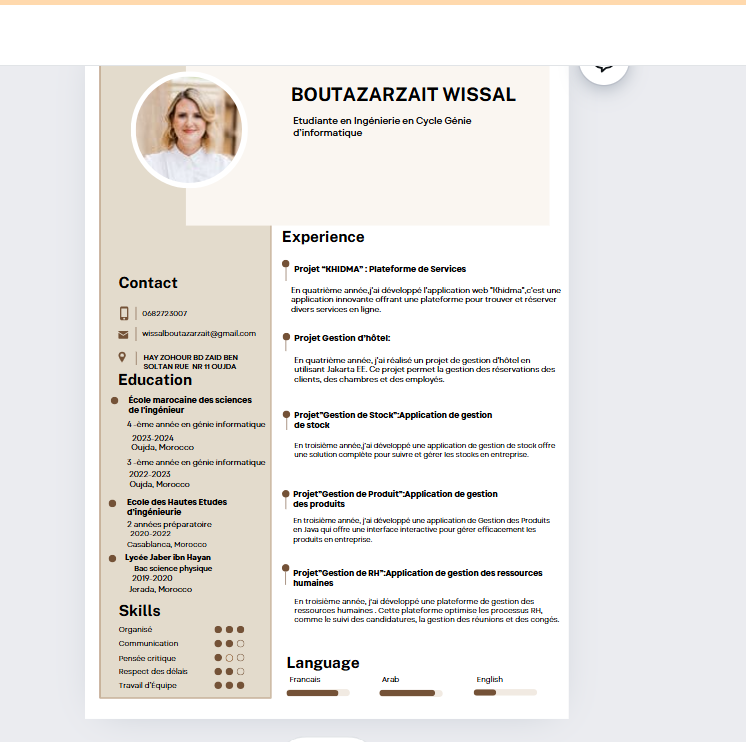 BOUTAZARZAIT WISSAL
Etudiante en Ingénierie en Cycle Génie
d'informatique
Contact
0682723007
wissalboutazarzait@gmail.com
HAY ZOHOUR BD ZAID BEN
SOLTAN RUE NR 11 OUJDA
Education
École marocaine des sciences
de l'ingénieur
4 -ème année en génie informatique
2023-2024
Oujda, Morocco
3 -ème année en génie informatique
2022-2023
Oujda, Morocco
Ecole des Hautes Etudes
d'ingénieurie
2 années préparatoire
2020-2022
Casablanca, Morocco
Lycée Jaber ibn Hayan
Bac science physique
2019-2020
Jerada, Morocco
Skills
Organisé
Communication
Pensée critique
Respect des délais
Travail d'Équipe
Experience
Projet "KHIDMA" : Plateforme de Services
En quatrième année,j'ai développé l'application web "Khidma",c'est une
application innovante offrant une plateforme pour trouver et réserver
divers services en ligne.
Projet Gestion d'hôtel:
En quatrième année, j'ai réalisé un projet de gestion d'hôtel en
utilisant Jakarta EE. Ce projet permet la gestion des réservations des
clients, des chambres et des employés.
Projet"Gestion de Stock":Application de gestion
de stock
En troisième année,j'ai développé une application de gestion de stock offre
une solution complète pour suivre et gérer les stocks en entreprise.
Projet"Gestion de Produit":Application de gestion
des produits
En troisième année, j'ai développé une application de Gestion des Produits
en Java qui offre une interface interactive pour gérer efficacement les
produits en entreprise.
Projet"Gestion de RH":Application de gestion des ressources
humaines
En troisième année, j'ai développé une plateforme de gestion des
ressources humaines . Cette plateforme optimise les processus RH,
comme le suivi des candidatures, la gestion des réunions et des congés.
Language
Francais
Arab
English